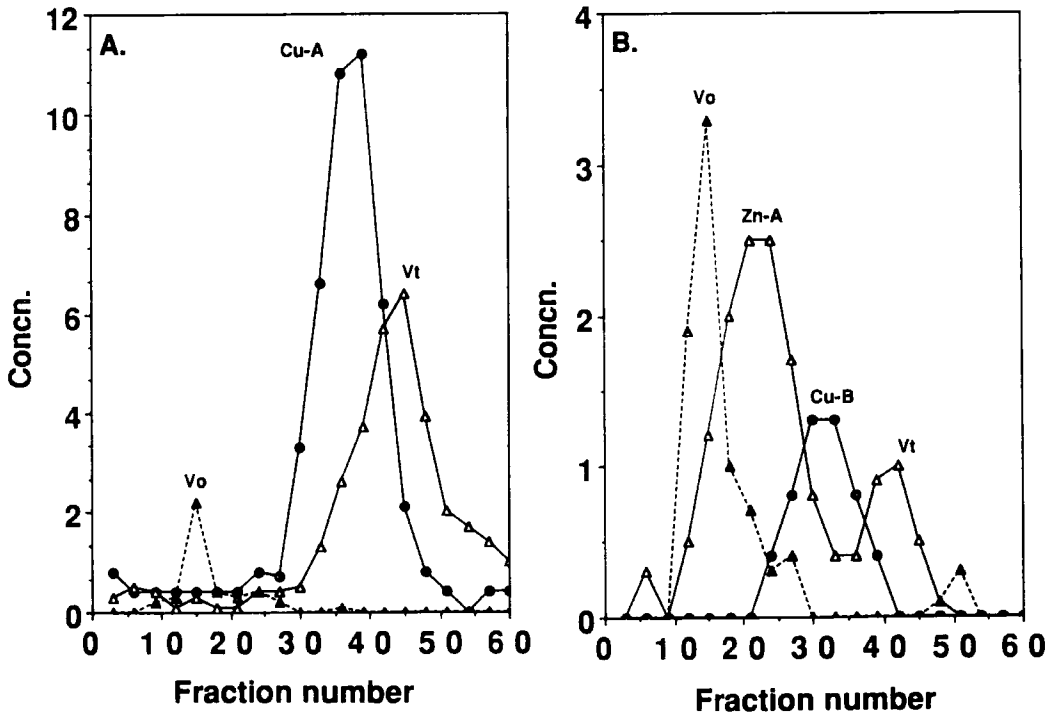 A.
12
10
8
6
4
2
0
Concn.
Cu-A
Vt
Vo
0 10 20 30 40 50 60
Fraction number
B.
4
3
2
1
0
Concn.
Vo
Zn-A
Cu-B
Vt
0 10 20 30 40 50 60
Fraction number